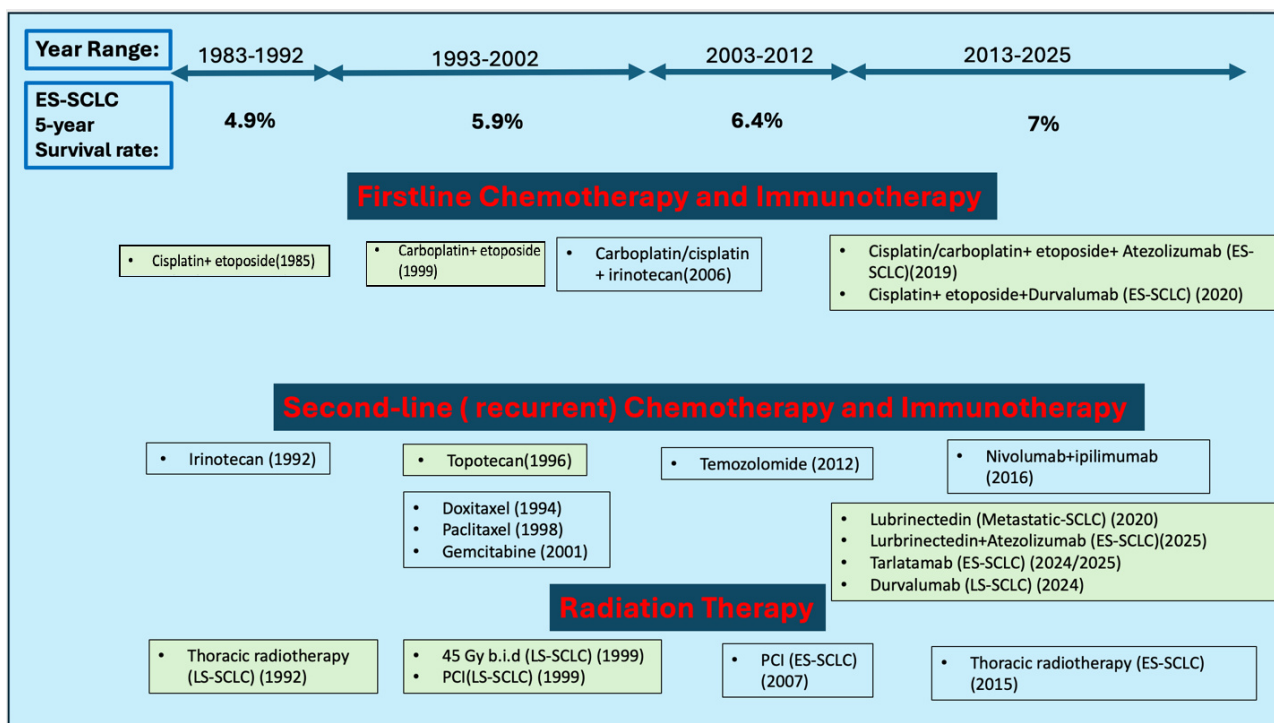 Year Range:
1983-1992
1993-2002
2003-2012
2013-2025
ES-SCLC
5-year
Survival rate:
4.9%
5.9%
6.4%
7%
Firstline Chemotherapy and Immunotherapy
• Cisplatin+ etoposide(1985)
• Carboplatin+ etoposide
(1999)
• Carboplatin/cisplatin
+ irinotecan(2006)
• Cisplatin/carboplatin+ etoposide+ Atezolizumab (ES-
SCLC)(2019)
• Cisplatin+ etoposide+Durvalumab (ES-SCLC) (2020)
Second-line ( recurrent) Chemotherapy and Immunotherapy
• Irinotecan (1992)
• Topotecan(1996)
• Temozolomide (2012)
• Nivolumab+ipilimumab
(2016)
• Doxitaxel (1994)
• Paclitaxel (1998)
• Gemcitabine (2001)
• Lubrinectedin (Metastatic-SCLC) (2020)
• Lurbrinectedin+Atezolizumab (ES-SCLC)(2025)
• Tarlatamab (ES-SCLC) (2024/2025)
• Durvalumab (LS-SCLC) (2024)
Radiation Therapy
• Thoracic radiotherapy
(LS-SCLC) (1992)
• 45 Gy b.i.d (LS-SCLC) (1999)
• PCI(LS-SCLC) (1999)
• PCI (ES-SCLC)
(2007)
• Thoracic radiotherapy (ES-SCLC)
(2015)